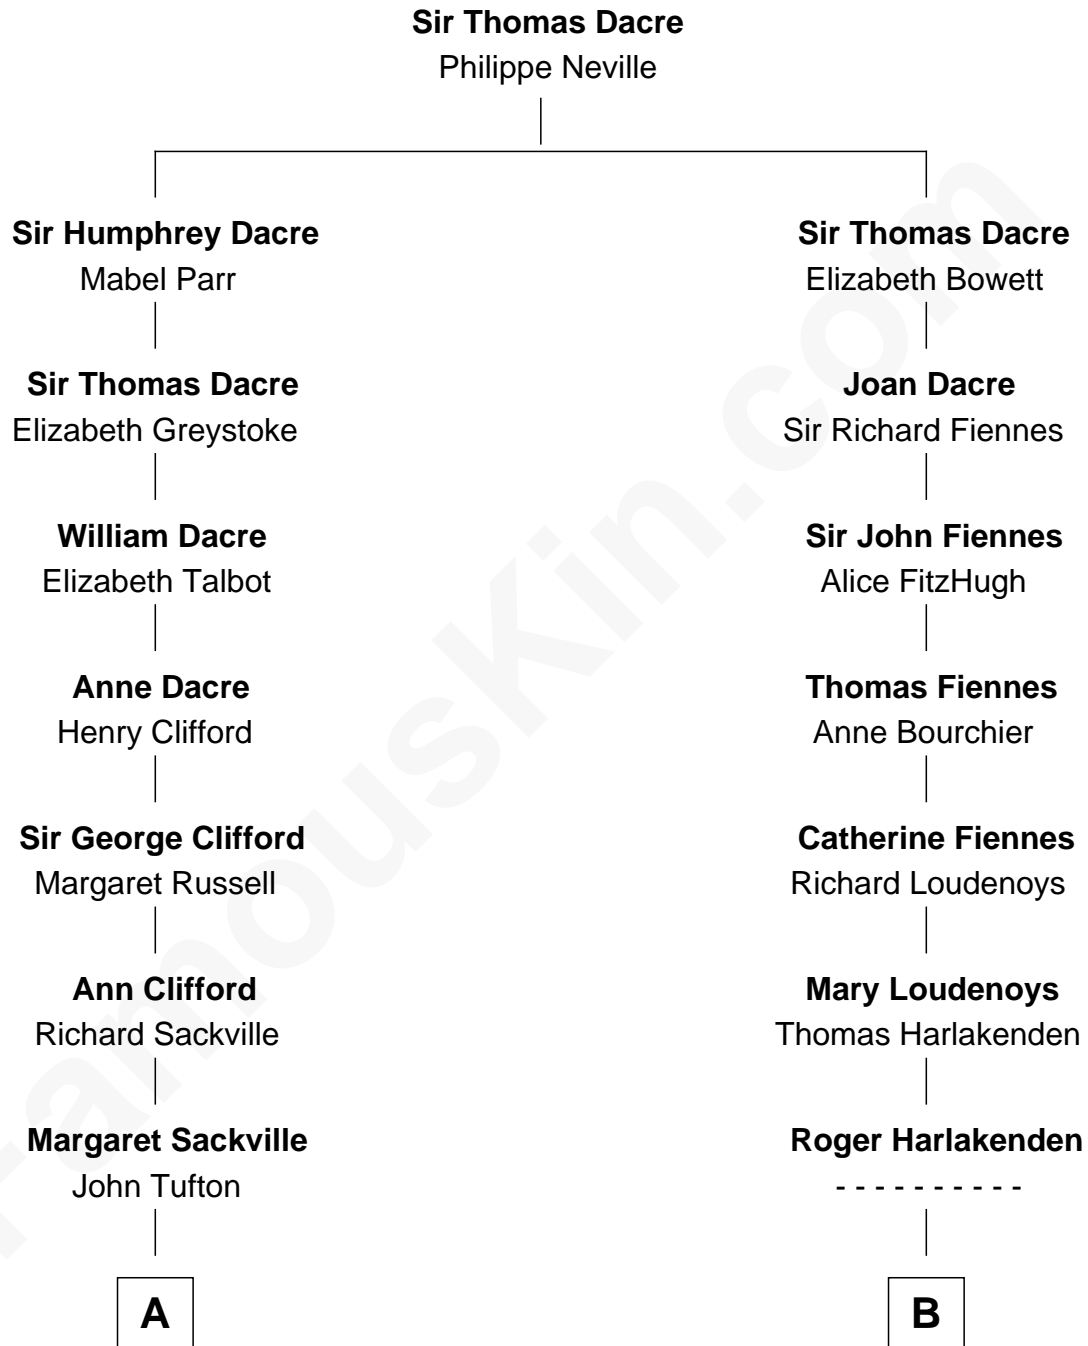 Sir Thomas Dacre
Philippe Neville
Sir Humphrey Dacre
Mabel Parr
Sir Thomas Dacre
Elizabeth Bowett
Sir Thomas Dacre
Elizabeth Greystoke
Joan Dacre
Sir Richard Fiennes
William Dacre
Elizabeth Talbot
Sir John Fiennes
Alice FitzHugh
Anne Dacre
Henry Clifford
Thomas Fiennes
Anne Bourchier
Sir George Clifford
Margaret Russell
Catherine Fiennes
Richard Loudenoys
Ann Clifford
Richard Sackville
Mary Loudenoys
Thomas Harlakenden
Margaret Sackville
John Tufton
Roger Harlakenden
- - - - - - - - - -
A
B
FamousKin.com